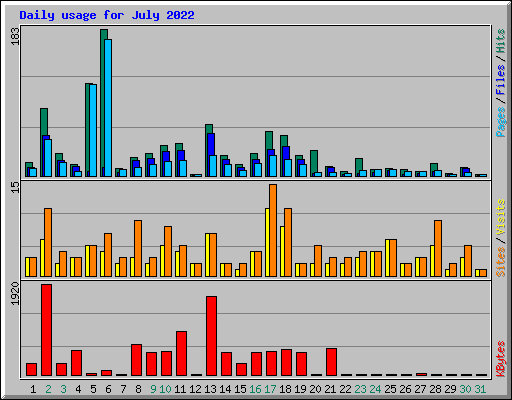 Daily usage for July 2022
183
Pages / Files / Hits
15
Sites / Visits
1920
KBytes
1 2 3 4 5 6 7 8 9 10 11 12 13 14 15 16 17 18 19 20 21 22 23 24 25 26 27 28 29 30 31